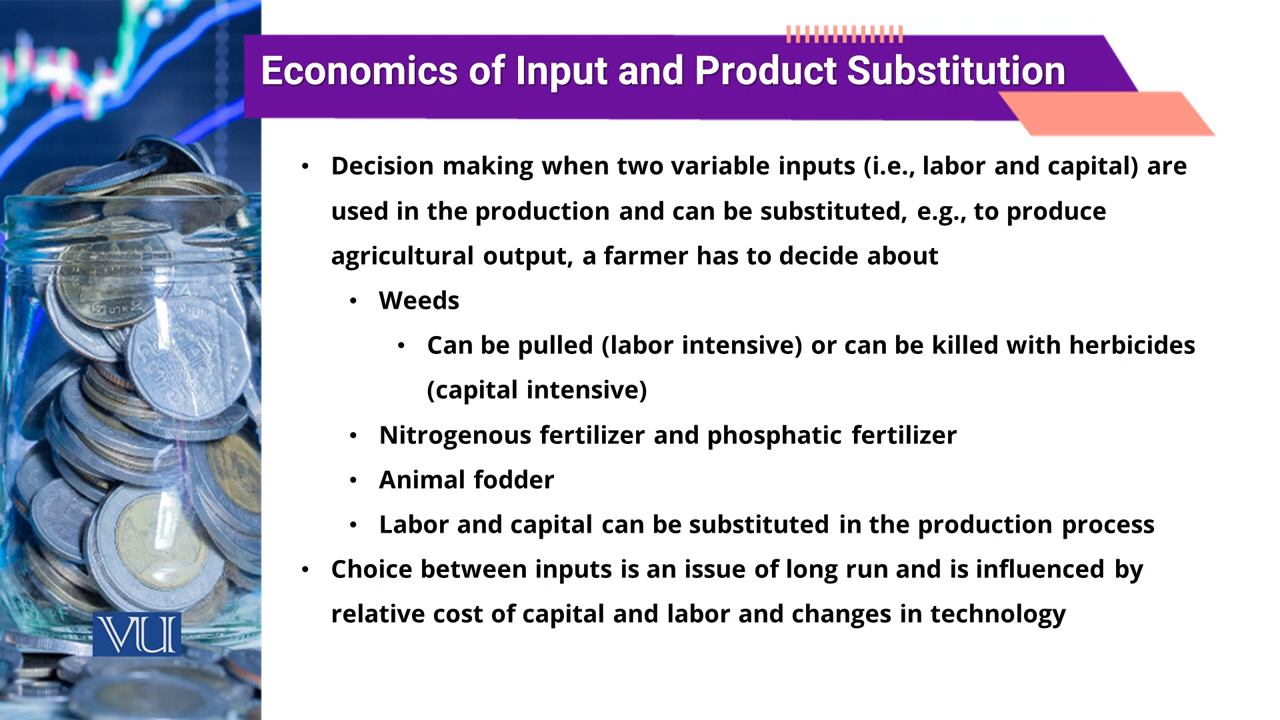 Economics of Input and Product Substitution
• Decision making when two variable inputs (i.e., labor and capital) are
used in the production and can be substituted, e.g., to produce
agricultural output, a farmer has to decide about
• Weeds
• Can be pulled (labor intensive) or can be killed with herbicides
(capital intensive)
• Nitrogenous fertilizer and phosphatic fertilizer
• Animal fodder
• Labor and capital can be substituted in the production process
• Choice between inputs is an issue of long run and is influenced by
relative cost of capital and labor and changes in technology
VU